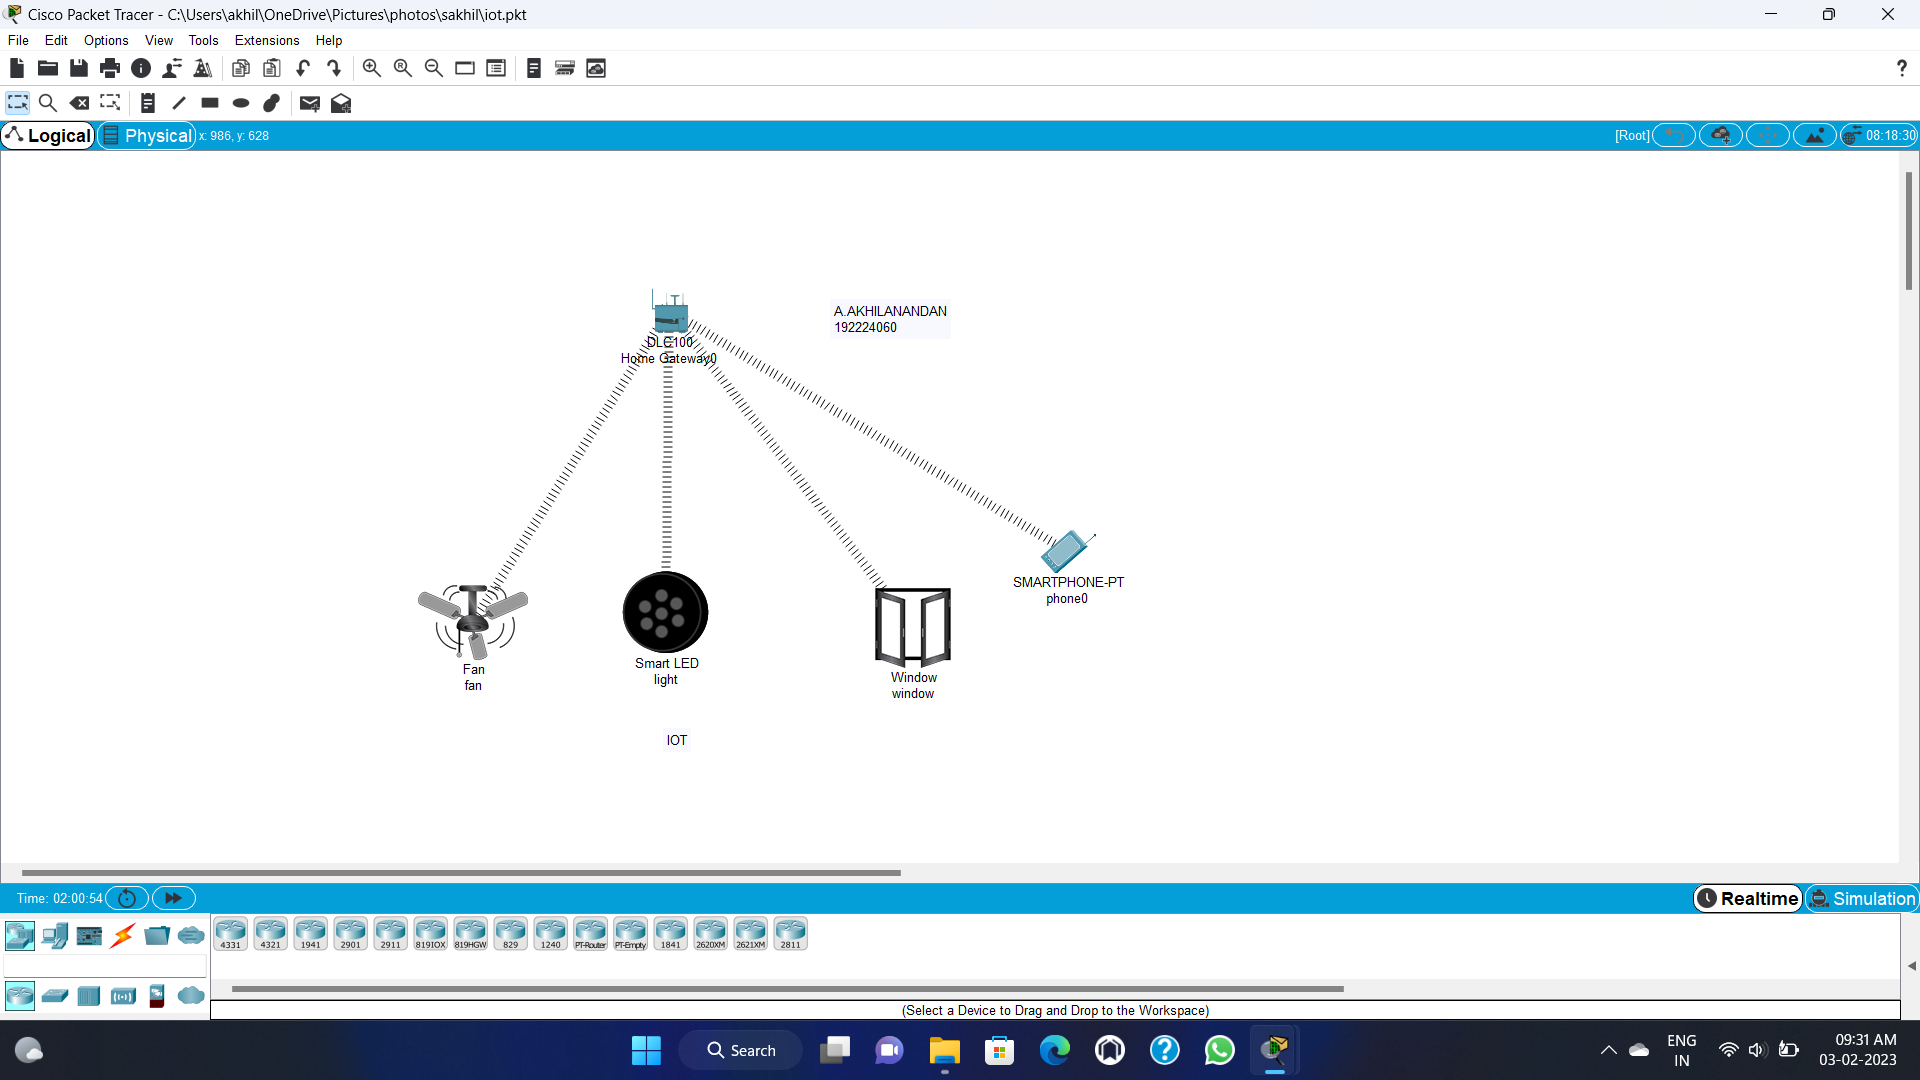 Cisco Packet Tracer - C:\Users\akhil\OneDrive\Pictures\photos\sakhil\iot.pkt
File Edit Options View Tools Extensions Help
?
Logical Physical x: 986, y: 628 [Root] 08:18:30
A.AKHILANANDAN
192224060
DLC100
Home Gateway0
SMARTPHONE-PT
phone0
Fan
fan
Smart LED
light
Window
window
IOT
Time: 02:00:54 Realtime Simulation
4331 4321 1941 2901 2911 819IOX 819HGW 829 1240 PT-Router PT-Empty 1841 2620XM 2621XM 2811
(Select a Device to Drag and Drop to the Workspace)
Search
ENG
IN
09:31 AM
03-02-2023